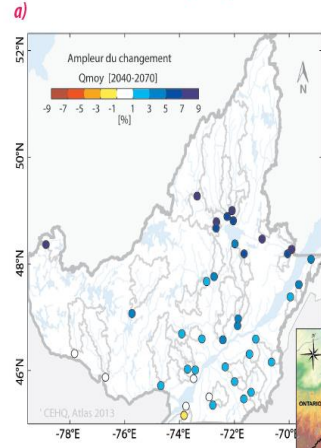 a)
52°N
Ampleur du changement
Qmoy [2040-2070]
-9 -7 -5 -3 -1 1 3 5 7 9
[%]
N
50°N
48°N
46°N
CEHQ, Atlas 2013
ONTARIO
-78°E -76°E -74°E -72°E -70°E